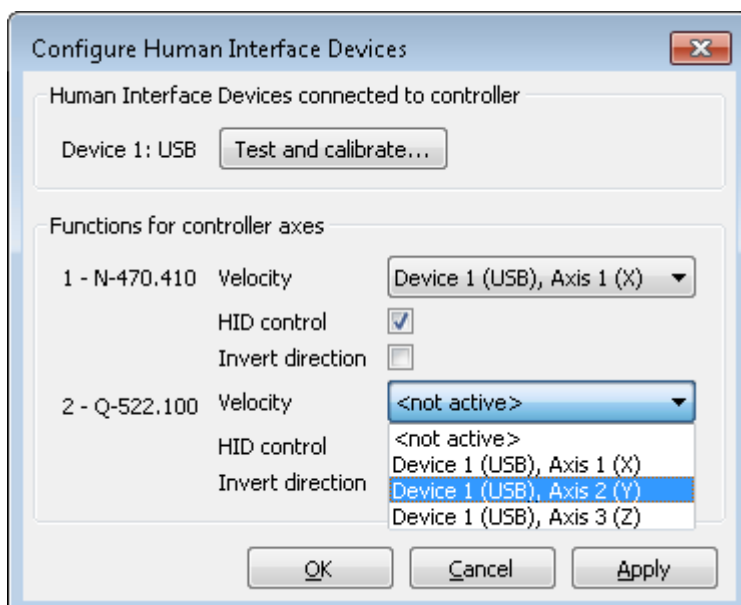 Configure Human Interface Devices
Human Interface Devices connected to controller
Device 1: USB Test and calibrate...
Functions for controller axes
1 - N-470.410 Velocity Device 1 (USB), Axis 1 (X)
HID control
Invert direction
2 - Q-522.100 Velocity <not active>
HID control <not active>
Device 1 (USB), Axis 1 (X)
Invert direction Device 1 (USB), Axis 2 (Y)
Device 1 (USB), Axis 3 (Z)
OK Cancel Apply